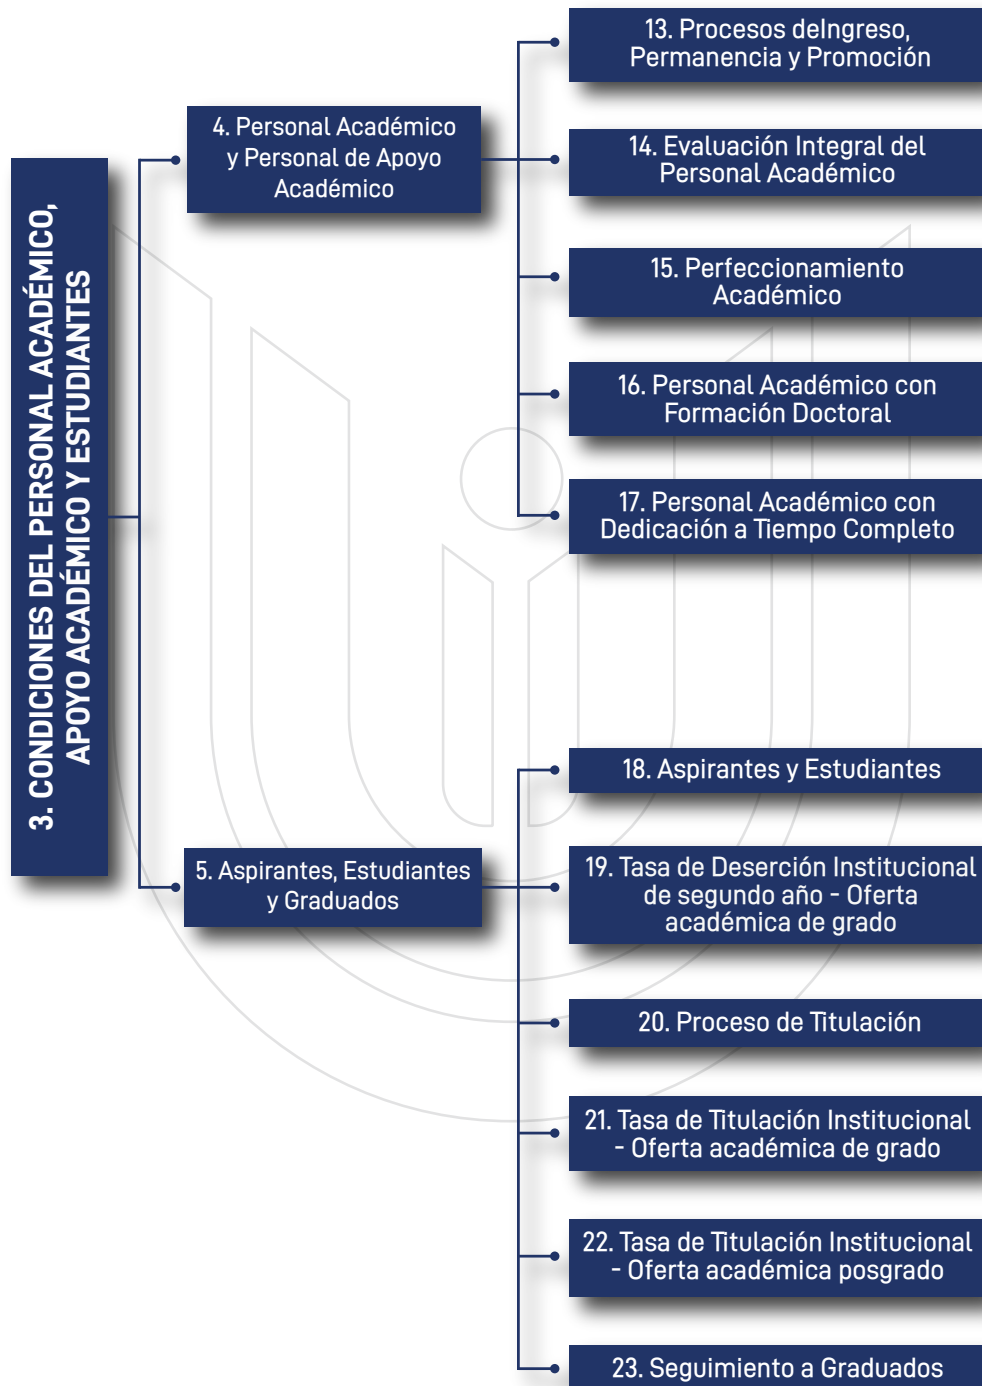 3. CONDICIONES DEL PERSONAL ACADÉMICO,
APOYO ACADÉMICO Y ESTUDIANTES
4. Personal Académico
y Personal de Apoyo
Académico
13. Procesos deIngreso,
Permanencia y Promoción
14. Evaluación Integral del
Personal Académico
15. Perfeccionamiento
Académico
16. Personal Académico con
Formación Doctoral
17. Personal Académico con
Dedicación a Tiempo Completo
5. Aspirantes, Estudiantes
y Graduados
18. Aspirantes y Estudiantes
19. Tasa de Deserción Institucional
de segundo año - Oferta
académica de grado
20. Proceso de Titulación
21. Tasa de Titulación Institucional
- Oferta académica de grado
22. Tasa de Titulación Institucional
- Oferta académica posgrado
23. Seguimiento a Graduados